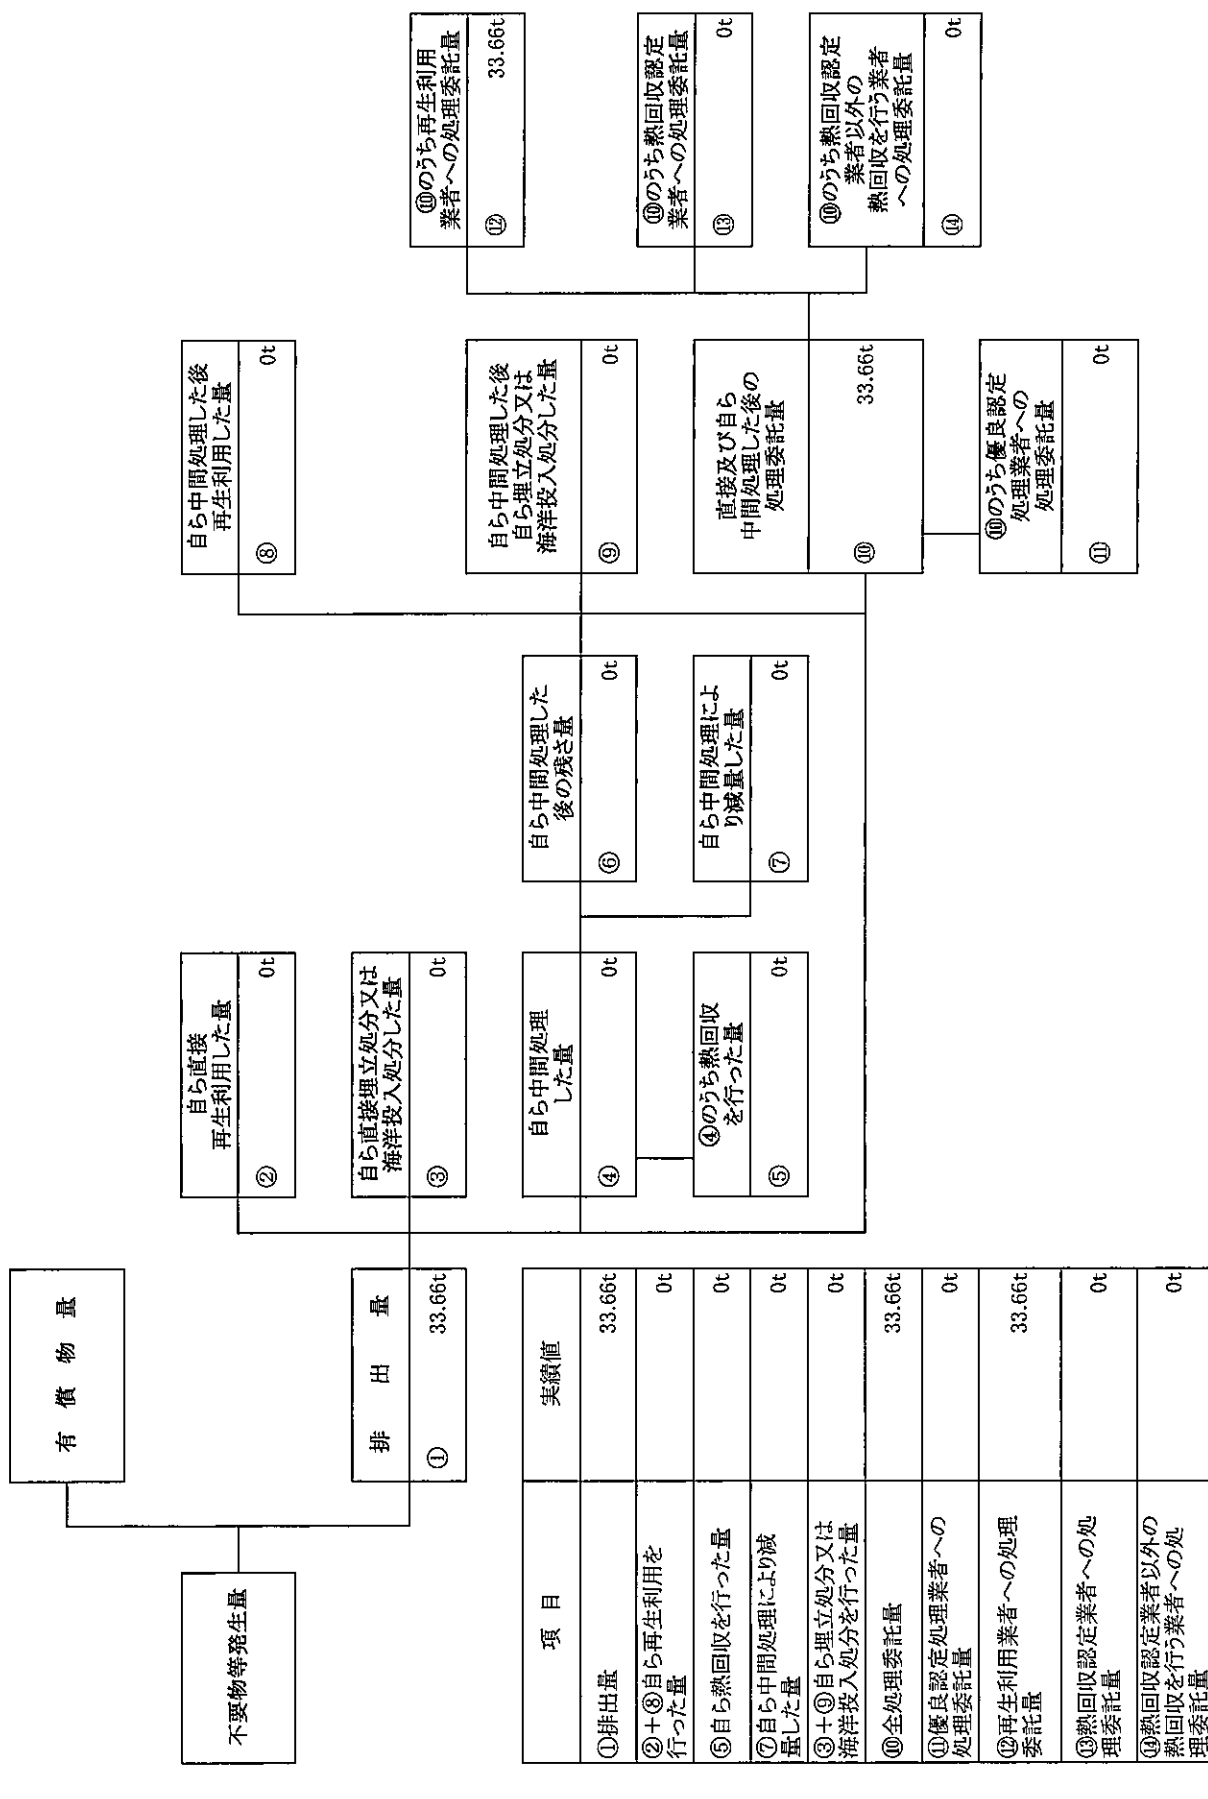 有償物量
不要物等発生量
排出量
① 33.66t
自ら直接
再生利用した量
② 0t
自ら直接埋立処分又は
海洋投入処分した量
③ 0t
自ら中間処理
した量
④ 0t
④のうち熱回収
を行った量
⑤ 0t
自ら中間処理した
後の残さ量
⑥ 0t
自ら中間処理によ
り減量した量
⑦ 0t
自ら中間処理した後
再生利用した量
⑧ 0t
自ら中間処理した後
自ら埋立処分又は
海洋投入処分した量
⑨ 0t
直接及び自ら
中間処理した後の
処理委託量
⑩ 33.66t
⑩のうち優良認定
処理業者への
処理委託量
⑪ 0t
⑩のうち再生利用
業者への処理委託量
⑫ 33.66t
⑩のうち熱回収認定
業者への処理委託量
⑬ 0t
⑩のうち熱回収認定
業者以外の
熱回収を行う業者
への処理委託量
⑭ 0t
項目 実績値
①排出量 33.66t
②+⑧自ら再生利用を
行った量 0t
⑤自ら熱回収を行った量 0t
⑦自ら中間処理により減
量した量 0t
③+⑨自ら埋立処分又は
海洋投入処分を行った量 0t
⑩全処理委託量 33.66t
⑪優良認定処理業者への
処理委託量 0t
⑫再生利用業者への処理
委託量 33.66t
⑬熱回収認定業者への処
理委託量 0t
⑭熱回収認定業者以外の
熱回収を行う業者への処
理委託量 0t